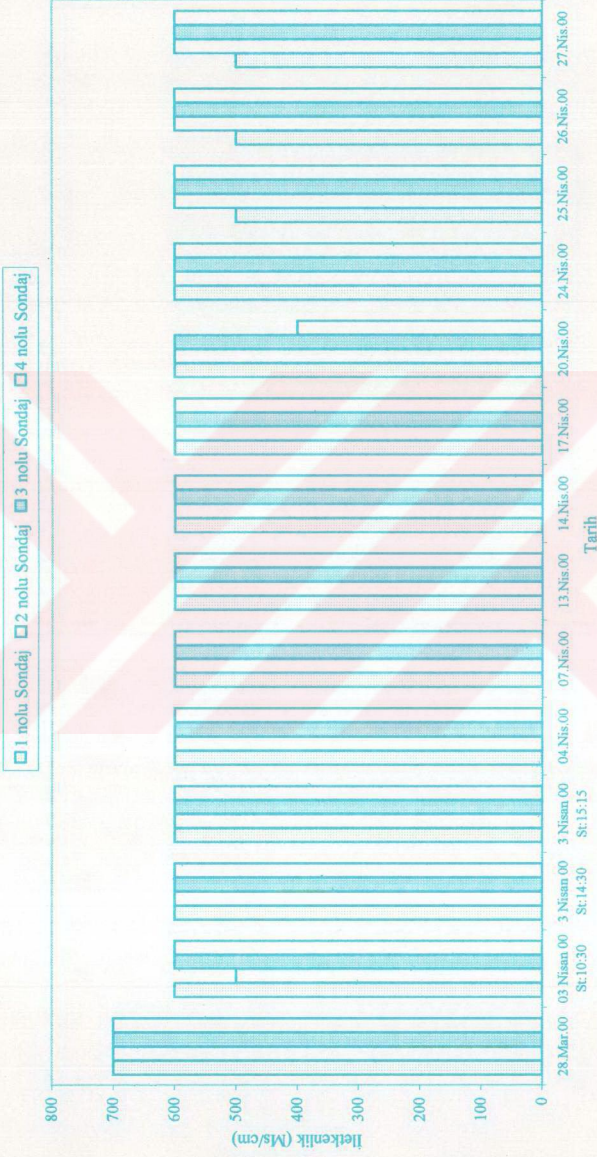 1 nolu Sondaj 2 nolu Sondaj 3 nolu Sondaj 4 nolu Sondaj
İletkenlik (Ms/cm)
800
700
600
500
400
300
200
100
0
28.Mar.00 03 Nisan 00 3 Nisan 00 3 Nisan 00 04.Nis.00 07.Nis.00 13.Nis.00 14.Nis.00 17.Nis.00 20.Nis.00 24.Nis.00 25.Nis.00 26.Nis.00 27.Nis.00
St:10:30 St:14:30 St:15:15
Tarih